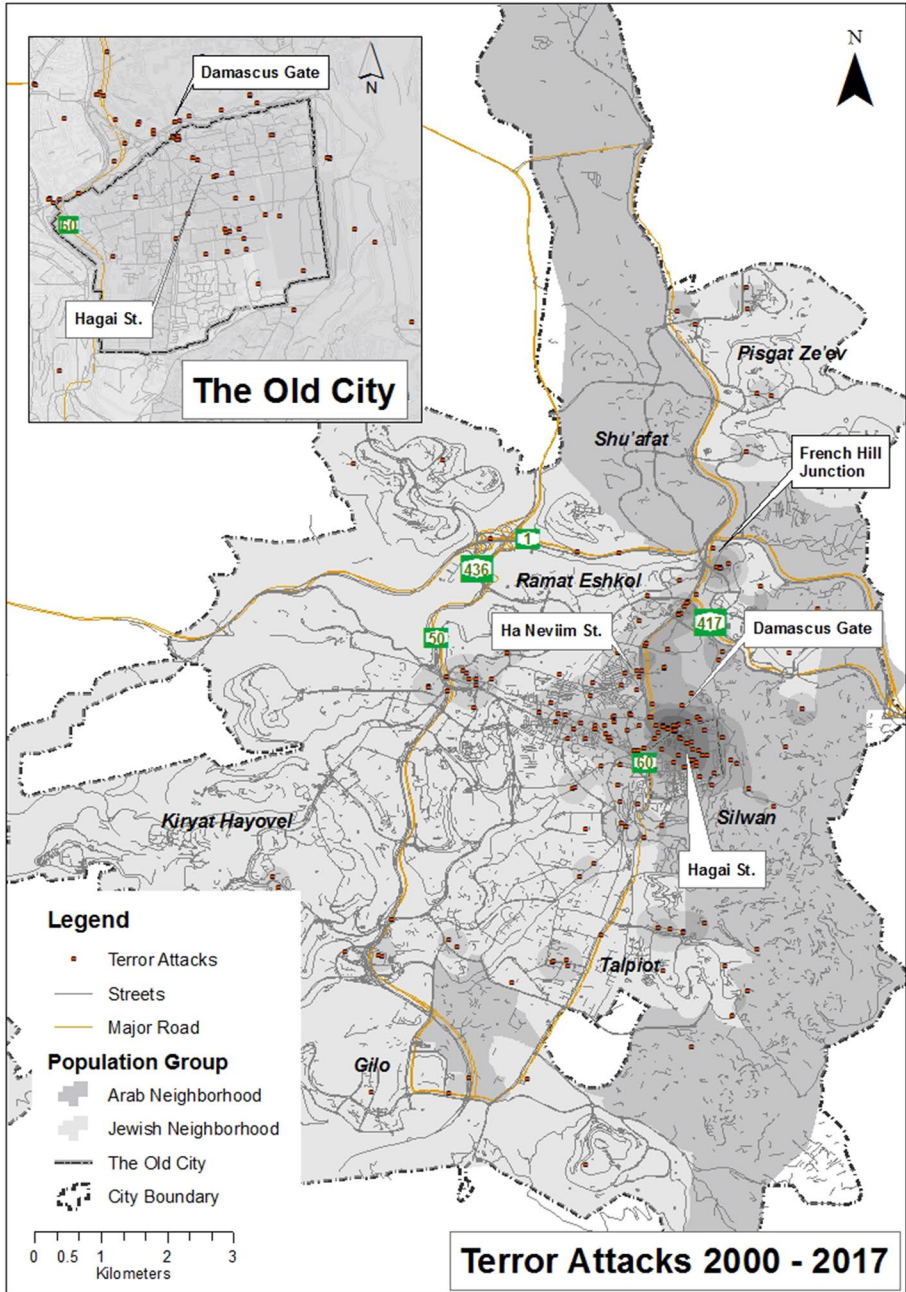 Damascus Gate
N
60
Hagai St.
The Old City
N
Pisgat Ze'ev
Shu'afat
French Hill
Junction
1
436
Ramat Eshkol
417
Ha Neviim St.
Damascus Gate
50
60
Kiryat Hayovel
Silwan
Hagai St.
Talpiot
Gilo
Legend
Terror Attacks
Streets
Major Road
Population Group
Arab Neighborhood
Jewish Neighborhood
The Old City
City Boundary
0 0.5 1 2 3
Kilometers
Terror Attacks 2000 - 2017